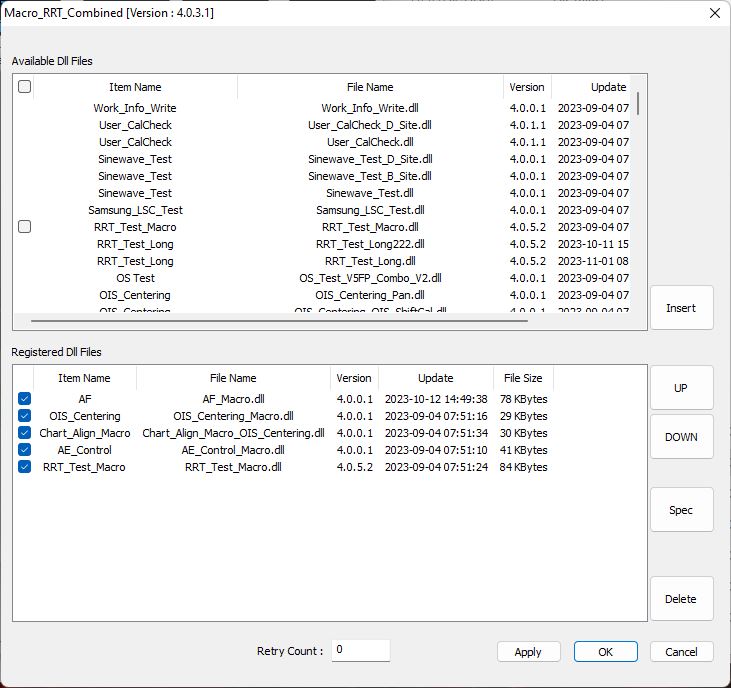 Macro_RRT_Combined [Version : 4.0.3.1]
Available Dll Files
Item Name File Name Version Update
Work_Info_Write Work_Info_Write.dll 4.0.0.1 2023-09-04 07
User_CalCheck User_CalCheck_D_Site.dll 4.0.1.1 2023-09-04 07
User_CalCheck User_CalCheck.dll 4.0.1.1 2023-09-04 07
Sinewave_Test Sinewave_Test_D_Site.dll 4.0.0.1 2023-09-04 07
Sinewave_Test Sinewave_Test_B_Site.dll 4.0.0.1 2023-09-04 07
Sinewave_Test Sinewave_Test.dll 4.0.0.1 2023-09-04 07
Samsung_LSC_Test Samsung_LSC_Test.dll 4.0.0.1 2023-09-04 07
RRT_Test_Macro RRT_Test_Macro.dll 4.0.5.2 2023-09-04 07
RRT_Test_Long RRT_Test_Long222.dll 4.0.5.2 2023-10-11 15
RRT_Test_Long RRT_Test_Long.dll 4.0.5.2 2023-11-01 08
OS Test OS_Test_V5FP_Combo_V2.dll 4.0.0.1 2023-09-04 07
OIS_Centering OIS_Centering_Pan.dll 4.0.0.1 2023-09-04 07
OIS_Centering OIS_Centering_OIS_ShiftCal.dll 4.0.0.1 2023-09-04 07
Insert
Registered Dll Files
Item Name File Name Version Update File Size
AF AF_Macro.dll 4.0.0.1 2023-10-12 14:49:38 78 KBytes
OIS_Centering OIS_Centering_Macro.dll 4.0.0.1 2023-09-04 07:51:16 29 KBytes
Chart_Align_Macro Chart_Align_Macro_OIS_Centering.dll 4.0.0.1 2023-09-04 07:51:34 30 KBytes
AE_Control AE_Control_Macro.dll 4.0.0.1 2023-09-04 07:51:10 41 KBytes
RRT_Test_Macro RRT_Test_Macro.dll 4.0.5.2 2023-09-04 07:51:24 84 KBytes
UP
DOWN
Spec
Delete
Retry Count : 0
Apply OK Cancel